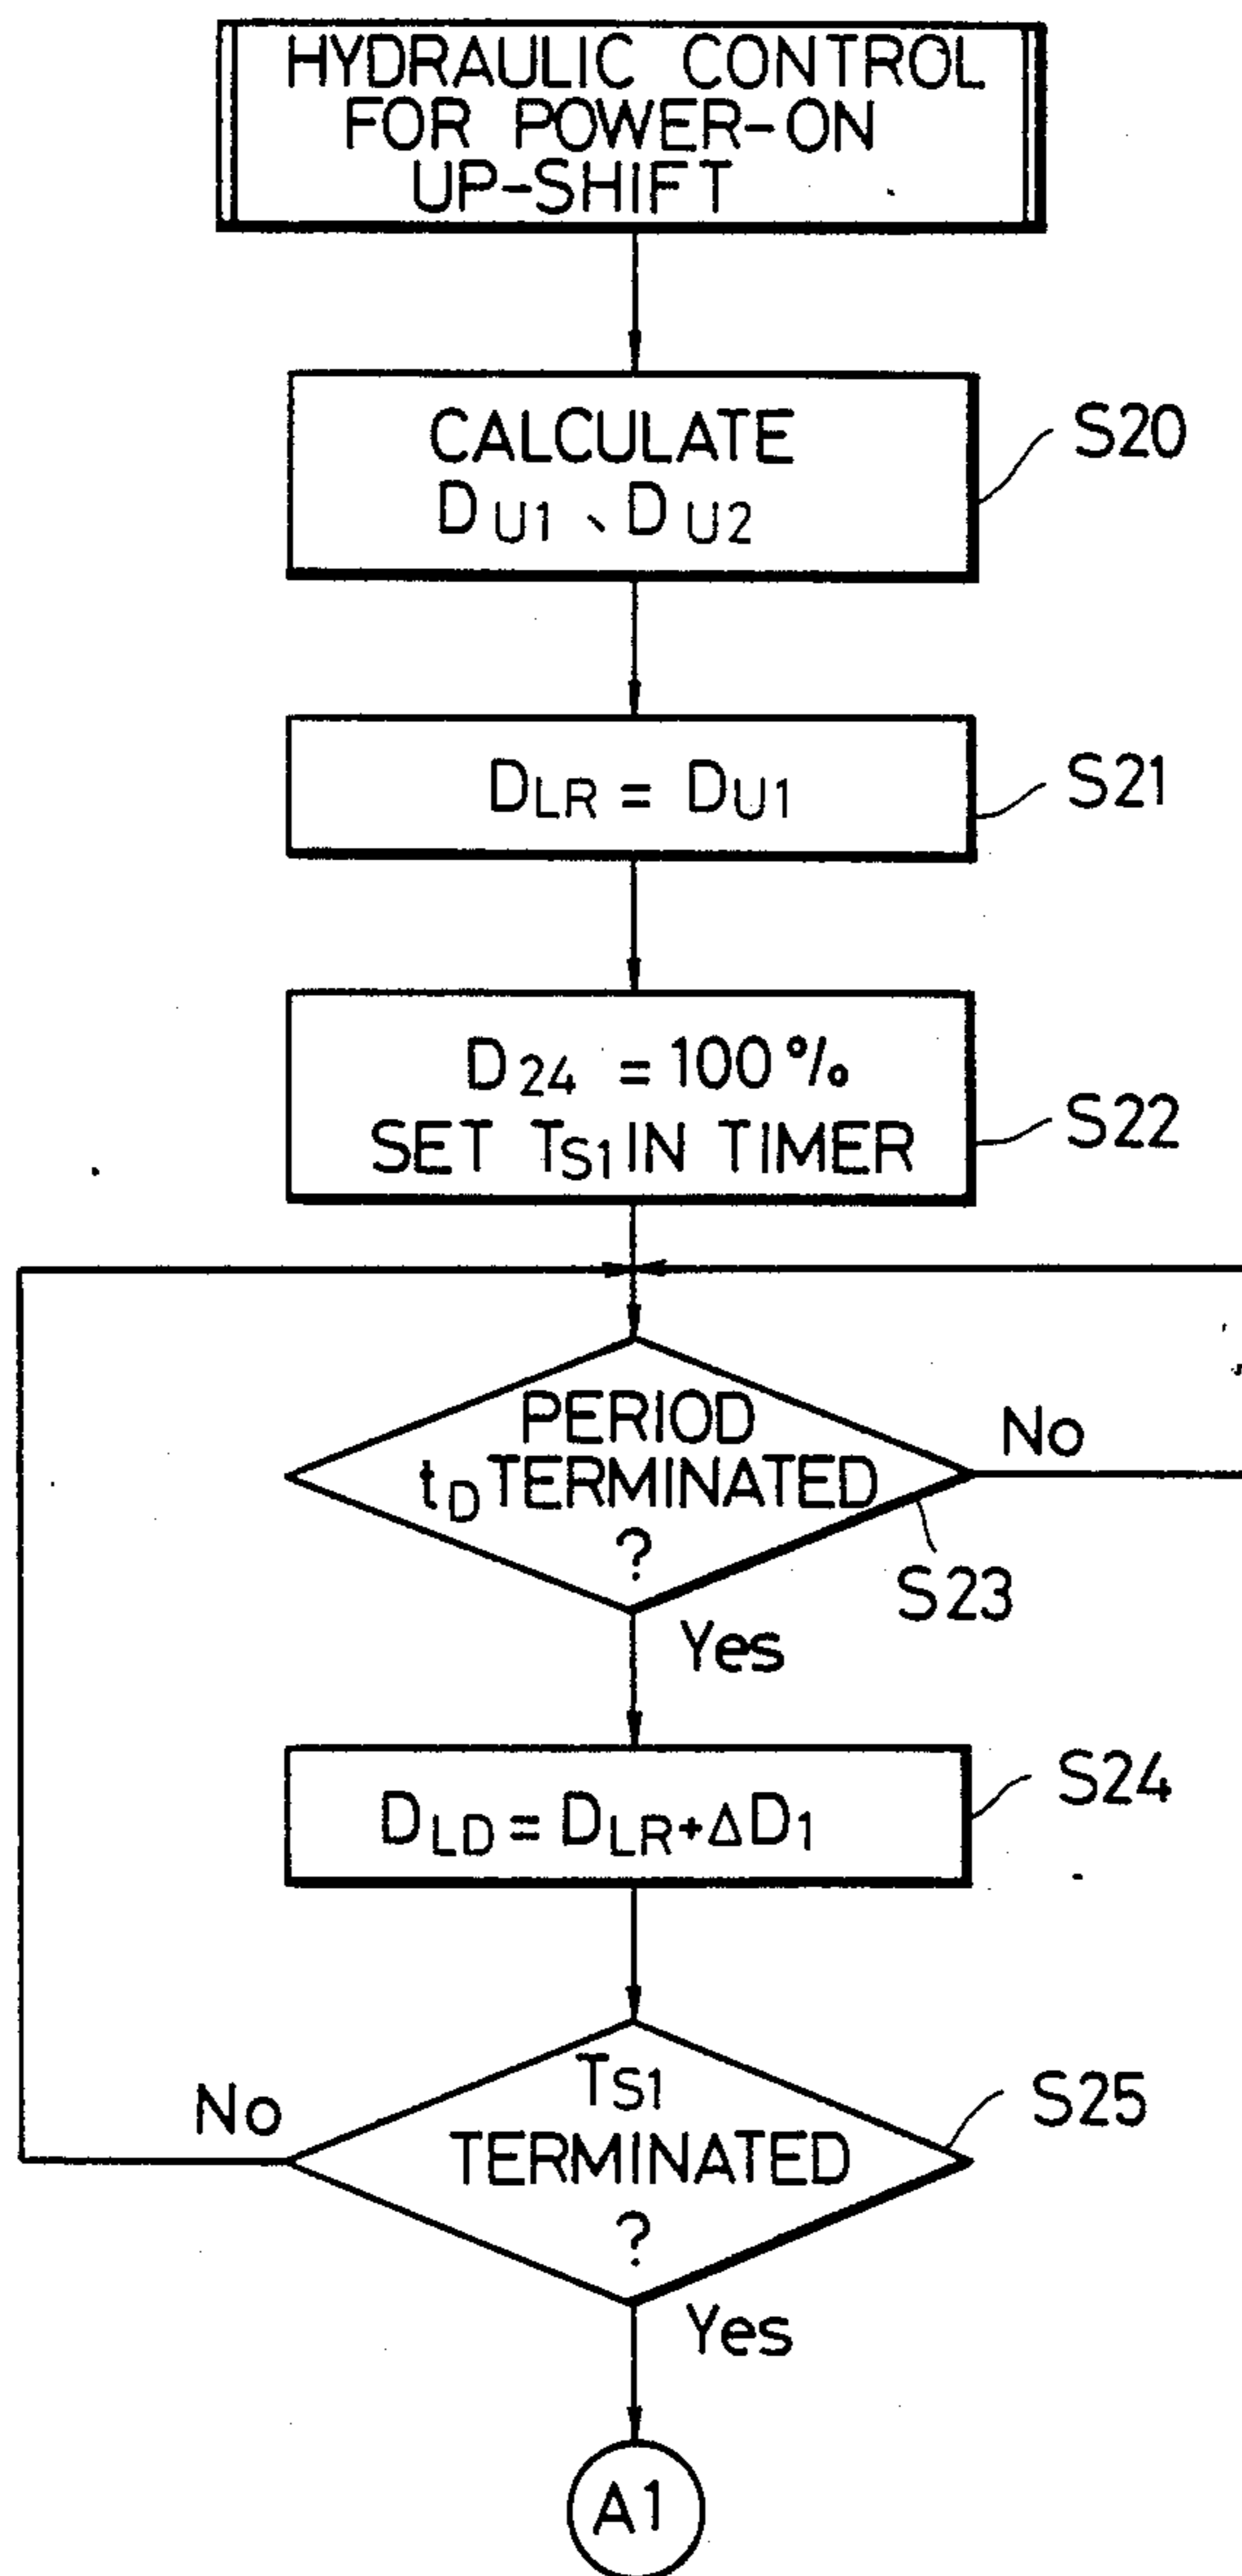 HYDRAULIC CONTROL
FOR POWER-ON
UP-SHIFT
CALCULATE
DU1、DU2
S20
DLR = DU1
S21
D24 = 100%
SET TS1 IN TIMER
S22
PERIOD
tD TERMINATED
?
No
S23
Yes
DLD = DLR + ΔD1
S24
TS1
TERMINATED
?
No
S25
Yes
A1